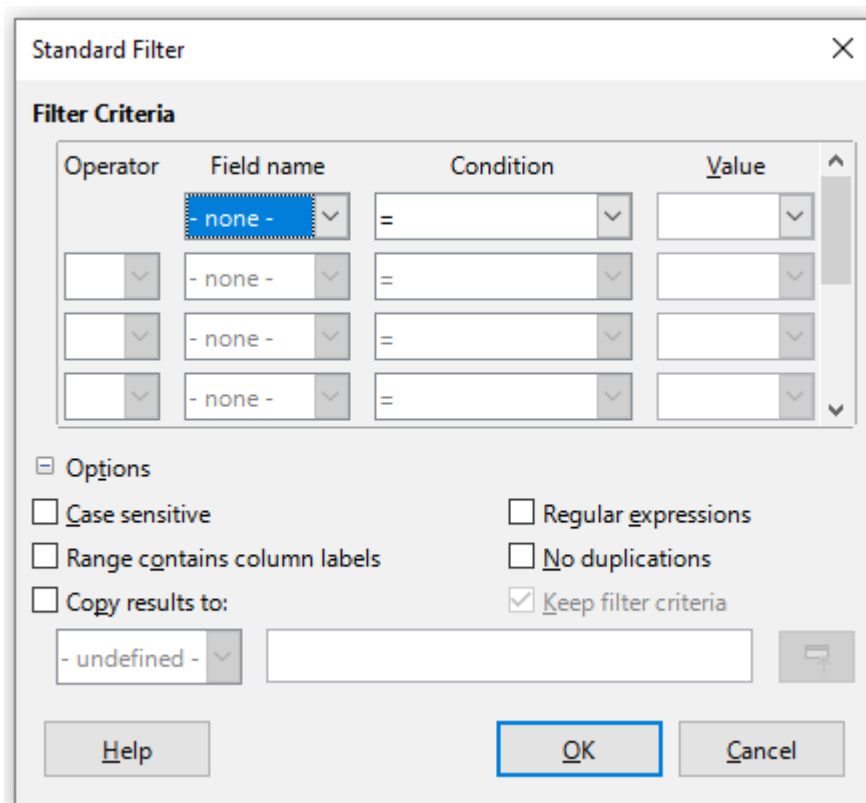 Standard Filter
Filter Criteria
Operator Field name Condition Value
- none - =
- none - =
- none - =
- none - =
Options
Case sensitive Regular expressions
Range contains column labels No duplications
Copy results to: Keep filter criteria
- undefined -
Help OK Cancel